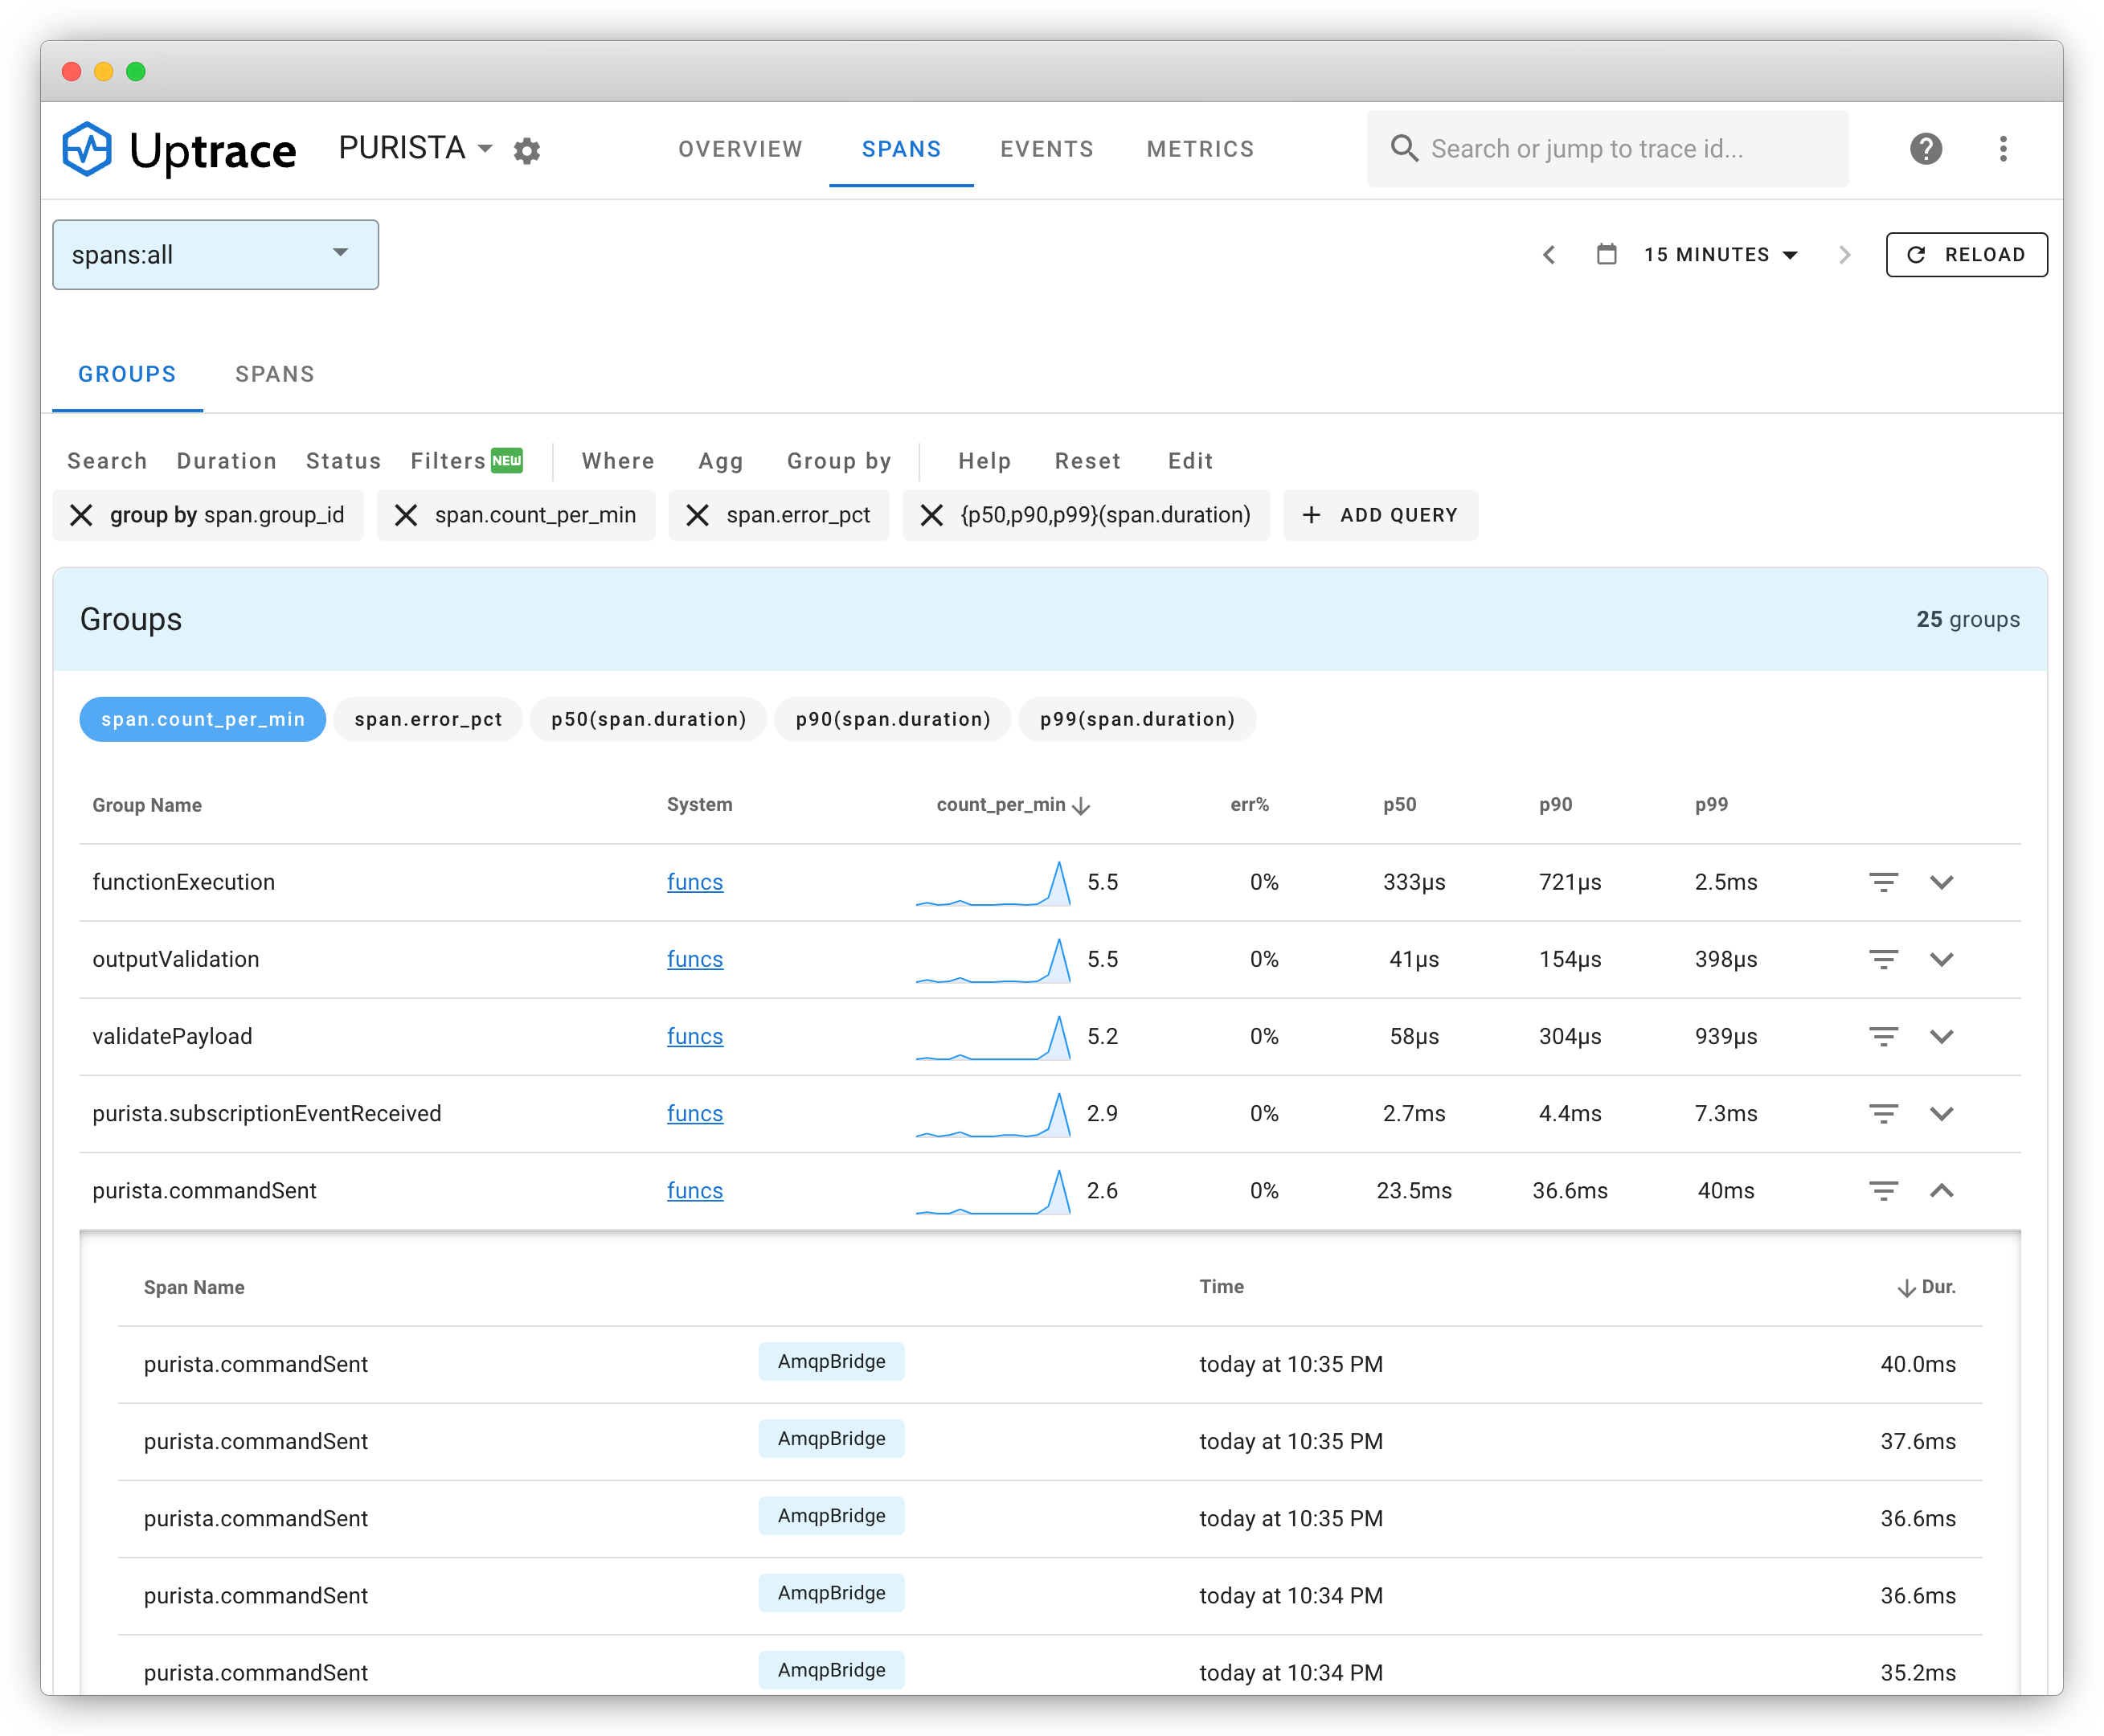 Uptrace PURISTA OVERVIEW SPANS EVENTS METRICS Search or jump to trace id...
spans:all 15 MINUTES RELOAD
GROUPS SPANS
Search Duration Status Filters NEW Where Agg Group by Help Reset Edit
group by span.group_id span.count_per_min span.error_pct {p50,p90,p99}(span.duration) + ADD QUERY
Groups 25 groups
span.count_per_min span.error_pct p50(span.duration) p90(span.duration) p99(span.duration)
Group Name System count_per_min err% p50 p90 p99
functionExecution funcs 5.5 0% 333µs 721µs 2.5ms
outputValidation funcs 5.5 0% 41µs 154µs 398µs
validatePayload funcs 5.2 0% 58µs 304µs 939µs
purista.subscriptionEventReceived funcs 2.9 0% 2.7ms 4.4ms 7.3ms
purista.commandSent funcs 2.6 0% 23.5ms 36.6ms 40ms
Span Name Time Dur.
purista.commandSent AmqpBridge today at 10:35 PM 40.0ms
purista.commandSent AmqpBridge today at 10:35 PM 37.6ms
purista.commandSent AmqpBridge today at 10:35 PM 36.6ms
purista.commandSent AmqpBridge today at 10:34 PM 36.6ms
purista.commandSent AmqpBridge today at 10:34 PM 35.2ms